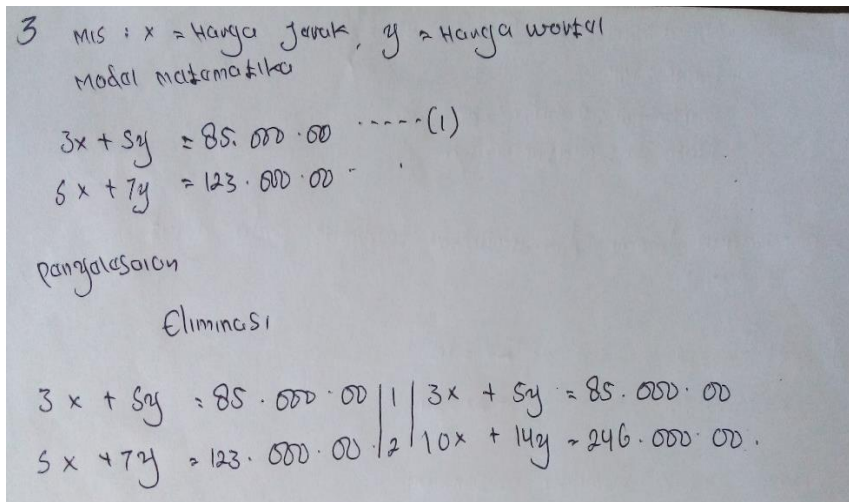 3 Mis : x = Harga Jeruk, y = Harga wortel
Model matematika
3x + 5y = 85.000.00 -----(1)
5x + 7y = 123.000.00 - .
penyelesaian
Eliminasi
3x + 5y = 85.000.00 |1| 3x + 5y = 85.000.00
5x + 7y = 123.000.00 |2| 10x + 14y = 246.000.00.